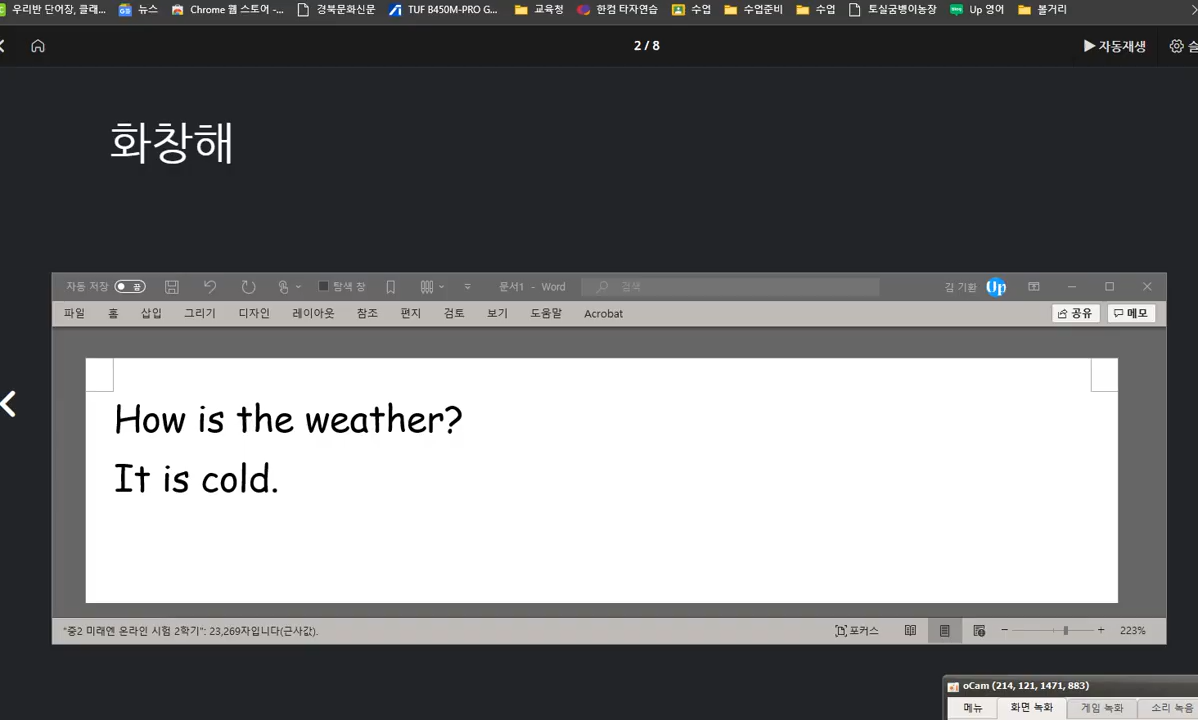 우리반 단어장, 클래... 뉴스 Chrome 웹 스토어 -... 경북문화신문 TUF B450M-PRO G... 교육청 한컴 타자연습 수업 수업준비 수업 토실굼벵이농장 Up 영어 볼거리
2 / 8 자동재생
화창해
자동 저장 끔 탐색 창 문서1 - Word 검색 김 기환 Up
파일 홈 삽입 그리기 디자인 레이아웃 참조 편지 검토 보기 도움말 Acrobat 공유 메모
How is the weather?
It is cold.
"중2 미래엔 온라인 시험 2학기": 23,269자입니다(근사값). 포커스 223%
oCam (214, 121, 1471, 883)
메뉴 화면 녹화 게임 녹화 소리 녹음